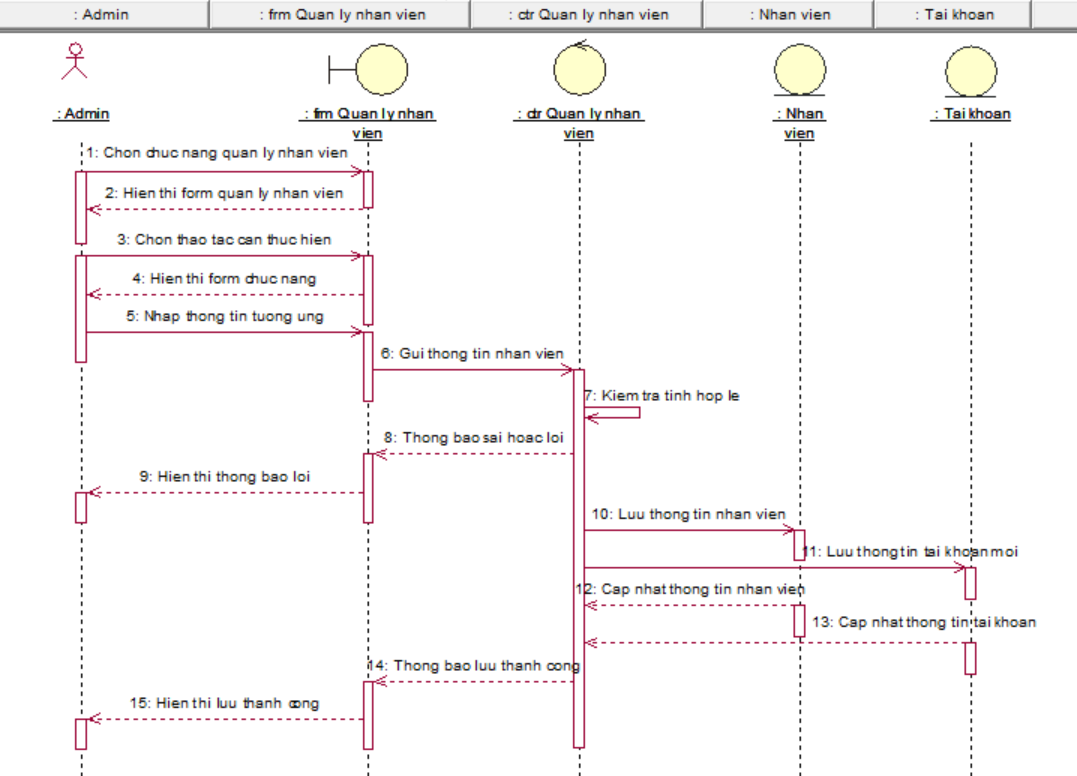 : Admin
: frm Quan ly nhan vien
: ctr Quan ly nhan vien
: Nhan vien
: Tai khoan
: Admin
: frm Quan ly nhan
vien
: ctr Quan ly nhan
vien
: Nhan
vien
: Tai khoan
1: Chon chuc nang quan ly nhan vien
2: Hien thi form quan ly nhan vien
3: Chon thao tac can thuc hien
4: Hien thi form chuc nang
5: Nhap thong tin tuong ung
6: Gui thong tin nhan vien
7: Kiem tra tinh hop le
8: Thong bao sai hoac loi
9: Hien thi thong bao loi
10: Luu thong tin nhan vien
11: Luu thong tin tai khoan moi
12: Cap nhat thong tin nhan vien
13: Cap nhat thong tin tai khoan
14: Thong bao luu thanh cong
15: Hien thi luu thanh cong